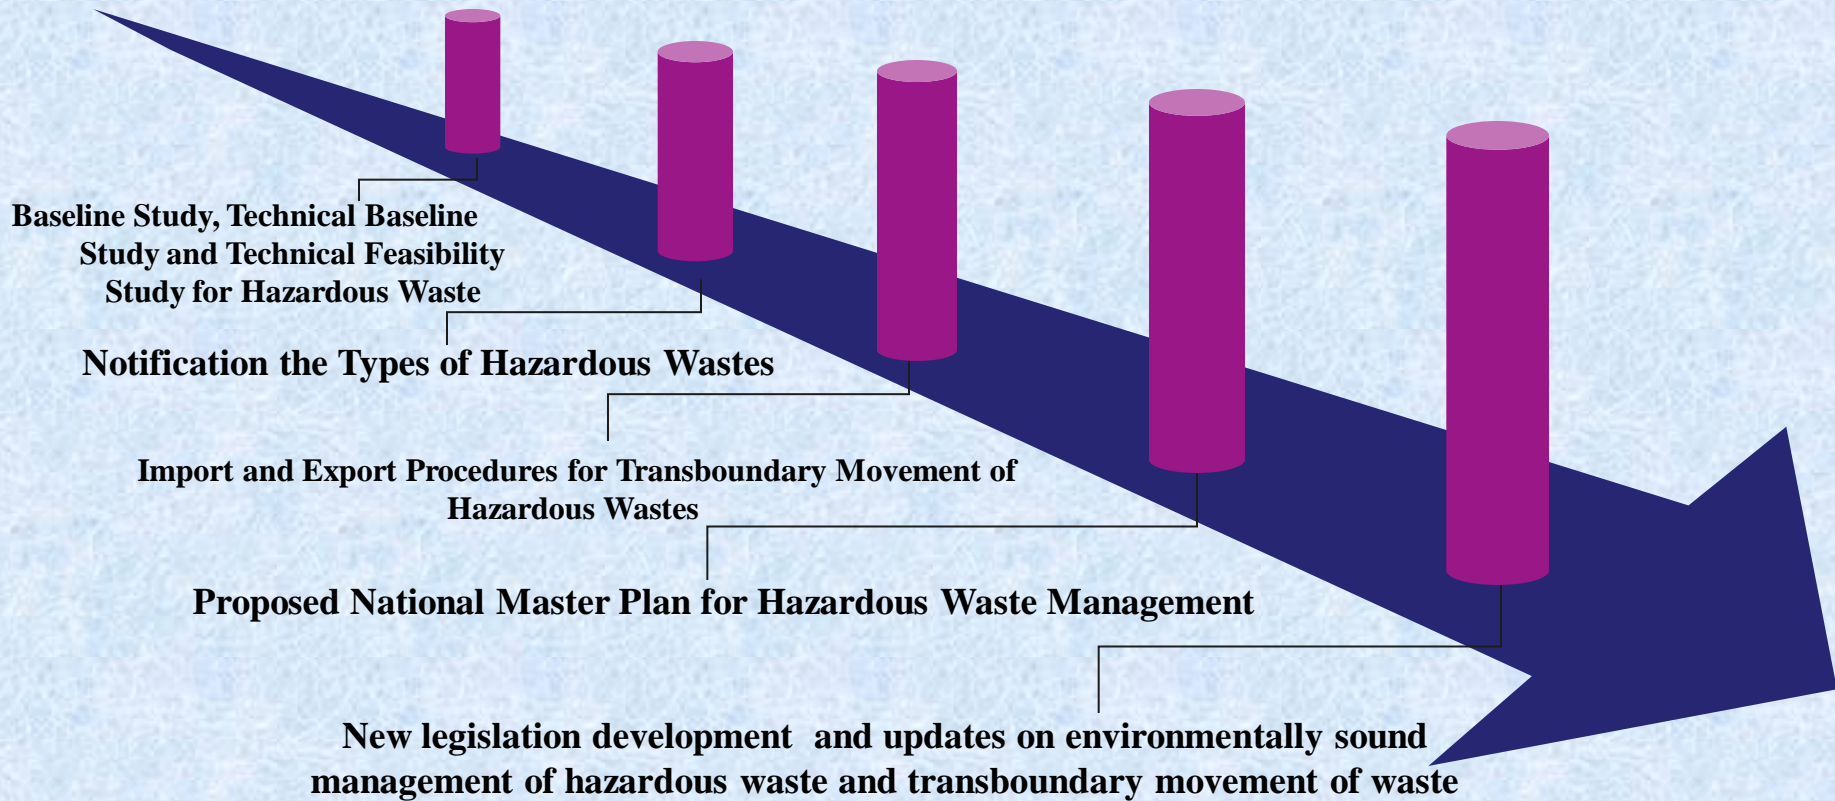 Baseline Study, Technical Baseline
Study and Technical Feasibility
Study for Hazardous Waste
Notification the Types of Hazardous Wastes
Import and Export Procedures for Transboundary Movement of
Hazardous Wastes
Proposed National Master Plan for Hazardous Waste Management
New legislation development  and updates on environmentally sound
management of hazardous waste and transboundary movement of waste